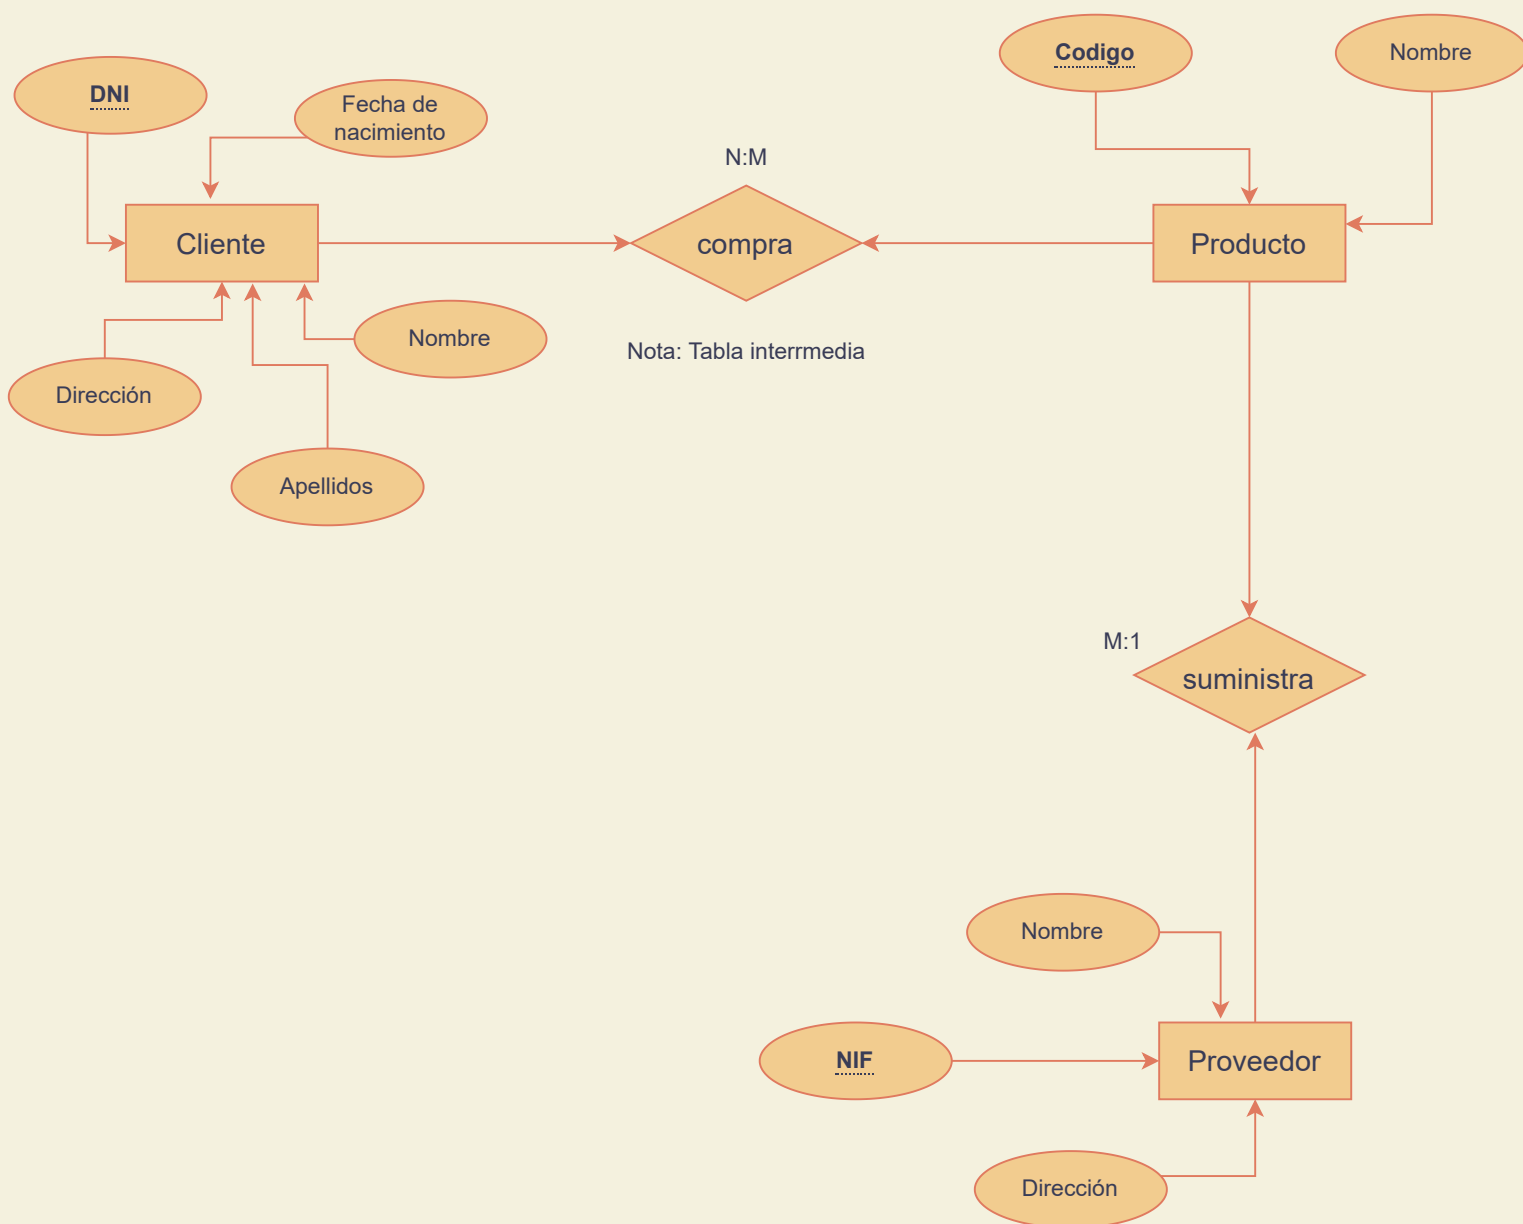 Codigo
Nombre
DNI
Fecha de
nacimiento
N:M
Cliente
compra
Producto
Nombre
Nota: Tabla interrmedia
Dirección
Apellidos
M:1
suministra
Nombre
NIF
Proveedor
Dirección